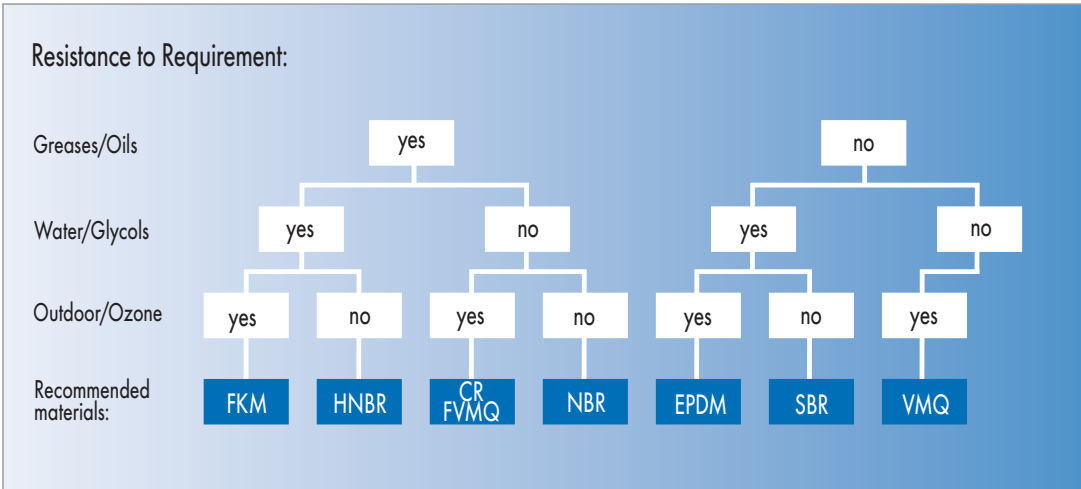 Resistance to Requirement:
Greases/Oils yes no
Water/Glycols yes no yes no
Outdoor/Ozone yes no yes no yes no yes
Recommended
materials:
FKM HNBR CR
FVMQ NBR EPDM SBR VMQ